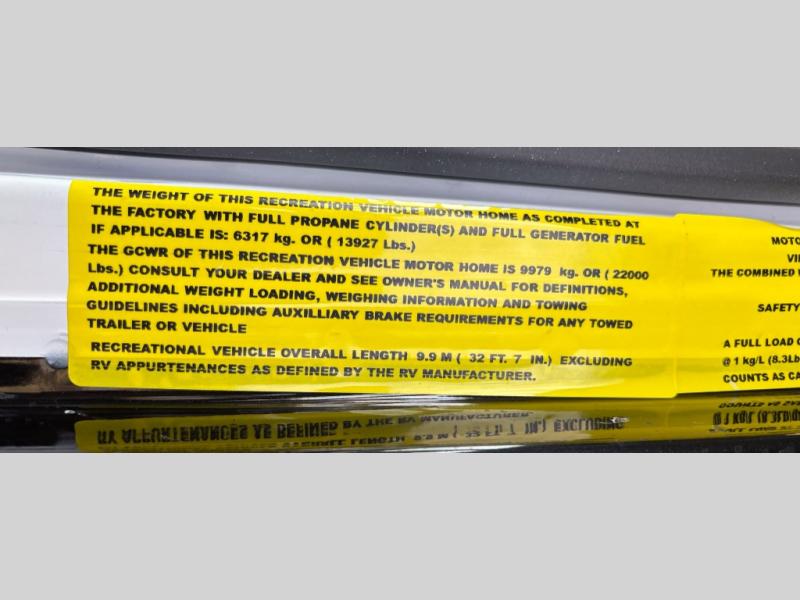 THE WEIGHT OF THIS RECREATION VEHICLE MOTOR HOME AS COMPLETED AT
THE FACTORY WITH FULL PROPANE CYLINDER(S) AND FULL GENERATOR FUEL
IF APPLICABLE IS: 6317 kg. OR ( 13927 Lbs.)
THE GCWR OF THIS RECREATION VEHICLE MOTOR HOME IS 9979 kg. OR ( 22000
Lbs.) CONSULT YOUR DEALER AND SEE OWNER'S MANUAL FOR DEFINITIONS,
ADDITIONAL WEIGHT LOADING, WEIGHING INFORMATION AND TOWING
GUIDELINES INCLUDING AUXILLIARY BRAKE REQUIREMENTS FOR ANY TOWED
TRAILER OR VEHICLE
RECREATIONAL VEHICLE OVERALL LENGTH 9.9 M ( 32 FT. 7 IN.) EXCLUDING
RV APPURTENANCES AS DEFINED BY THE RV MANUFACTURER.
MOTO
VI
THE COMBINED
SAFETY
A FULL LOAD
@ 1 kg/L (8.3Lb
COUNTS AS CA